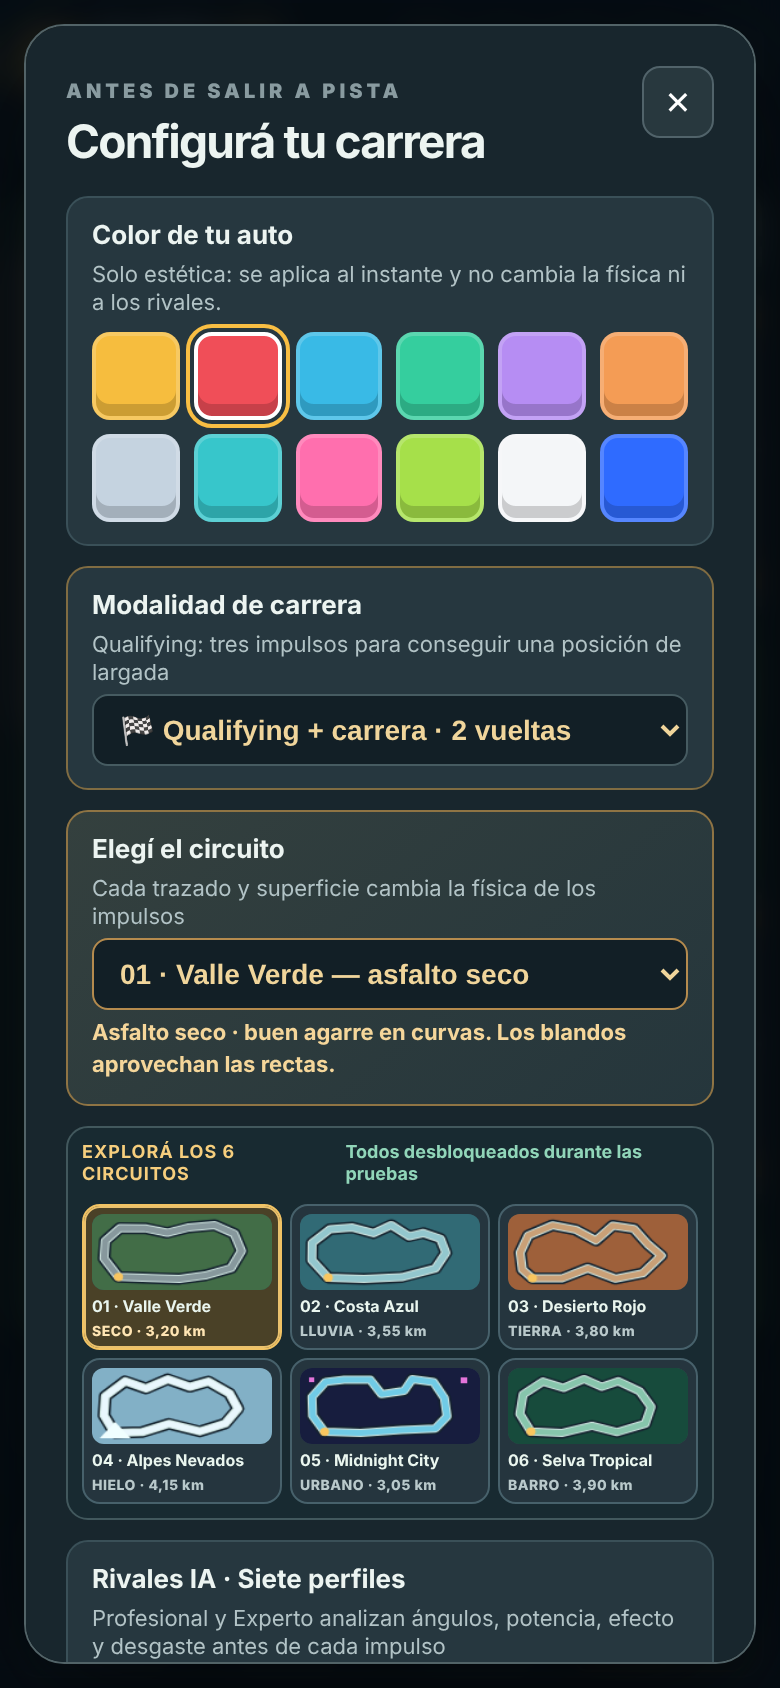 ANTES DE SALIR A PISTA
Configurá tu carrera
×
Color de tu auto
Solo estética: se aplica al instante y no cambia la física ni
a los rivales.
Modalidad de carrera
Qualifying: tres impulsos para conseguir una posición de
largada
🏁 Qualifying + carrera · 2 vueltas
Elegí el circuito
Cada trazado y superficie cambia la física de los
impulsos
01 · Valle Verde — asfalto seco
Asfalto seco · buen agarre en curvas. Los blandos
aprovechan las rectas.
EXPLORÁ LOS 6
CIRCUITOS
Todos desbloqueados durante las
pruebas
01 · Valle Verde
SECO · 3,20 km
02 · Costa Azul
LLUVIA · 3,55 km
03 · Desierto Rojo
TIERRA · 3,80 km
04 · Alpes Nevados
HIELO · 4,15 km
05 · Midnight City
URBANO · 3,05 km
06 · Selva Tropical
BARRO · 3,90 km
Rivales IA · Siete perfiles
Profesional y Experto analizan ángulos, potencia, efecto
y desgaste antes de cada impulso